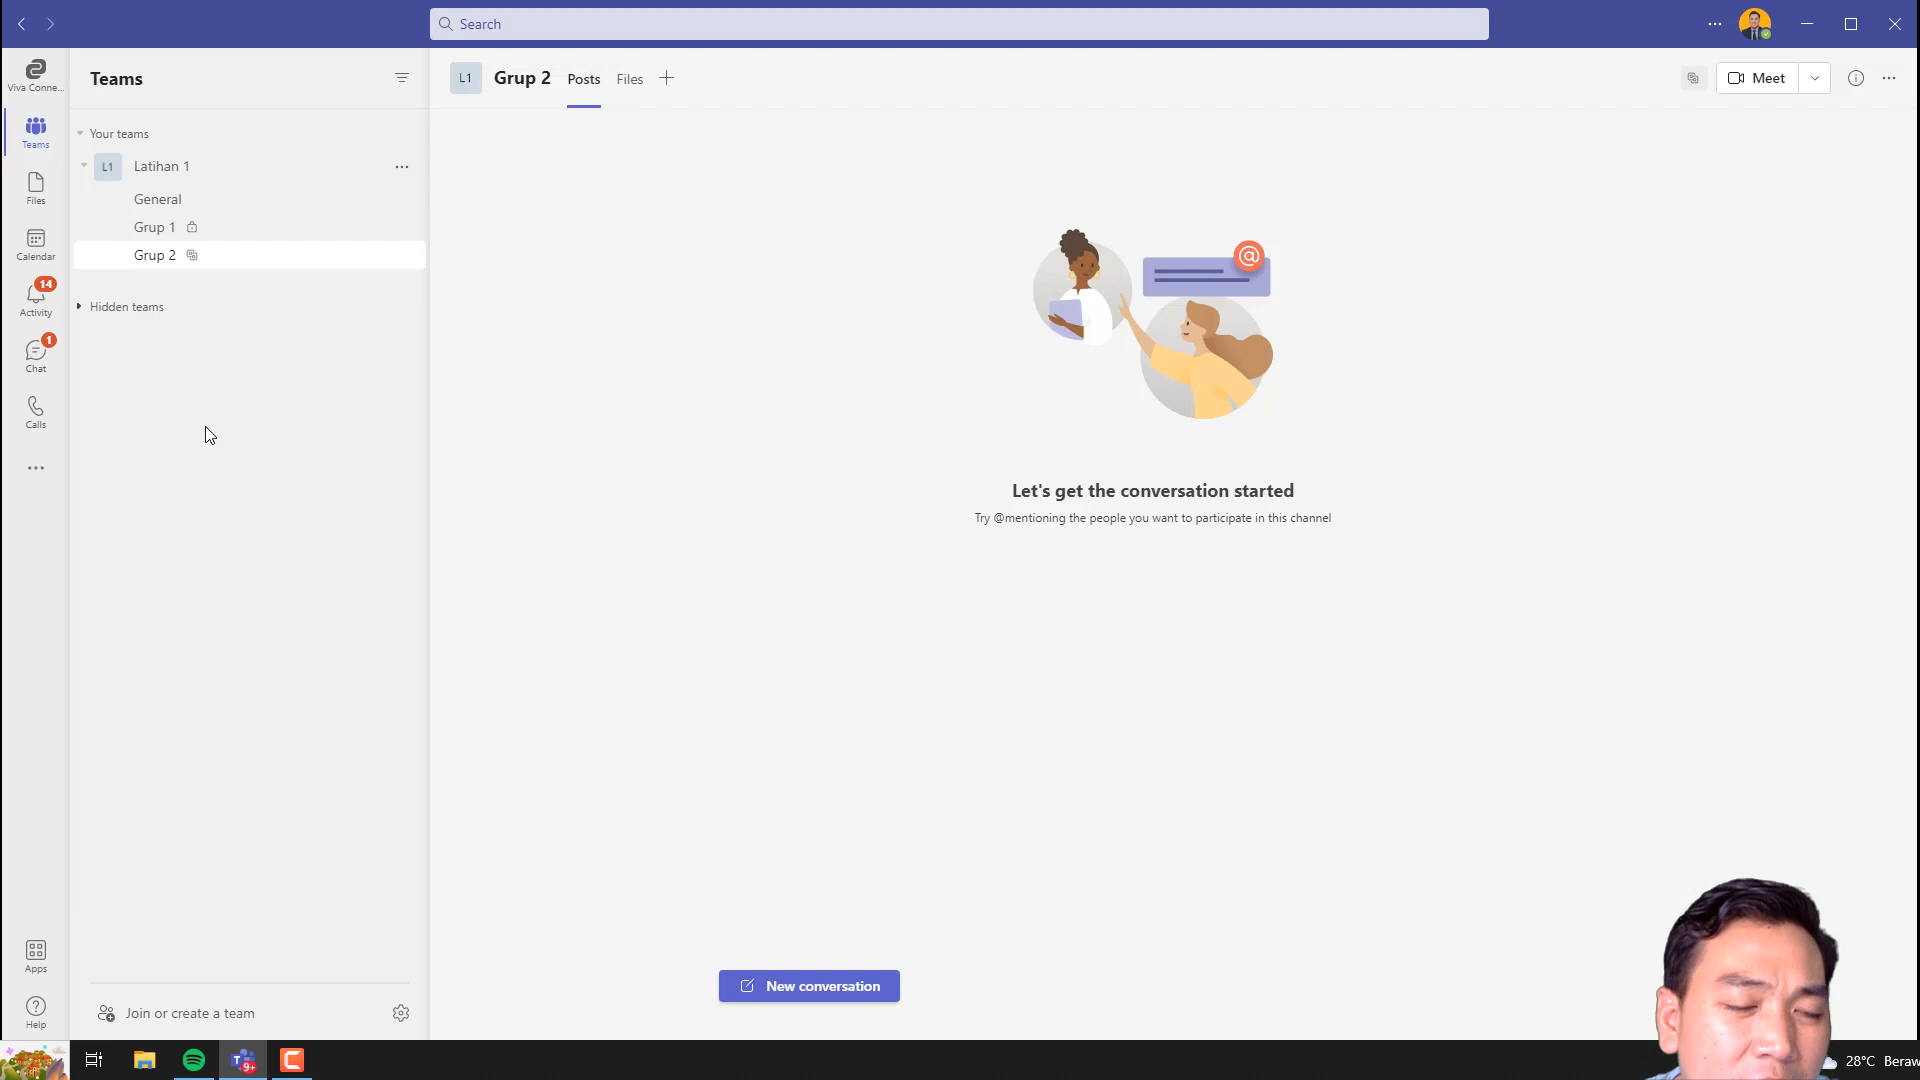 Search
Viva Conne...
Teams
Files
Calendar
14
Activity
1
Chat
Calls
Apps
Help
Teams
Your teams
L1 Latihan 1
General
Grup 1
Grup 2
Hidden teams
Join or create a team
L1 Grup 2 Posts Files
Meet
@
Let's get the conversation started
Try @mentioning the people you want to participate in this channel
New conversation
T 9+
28°C Beraw